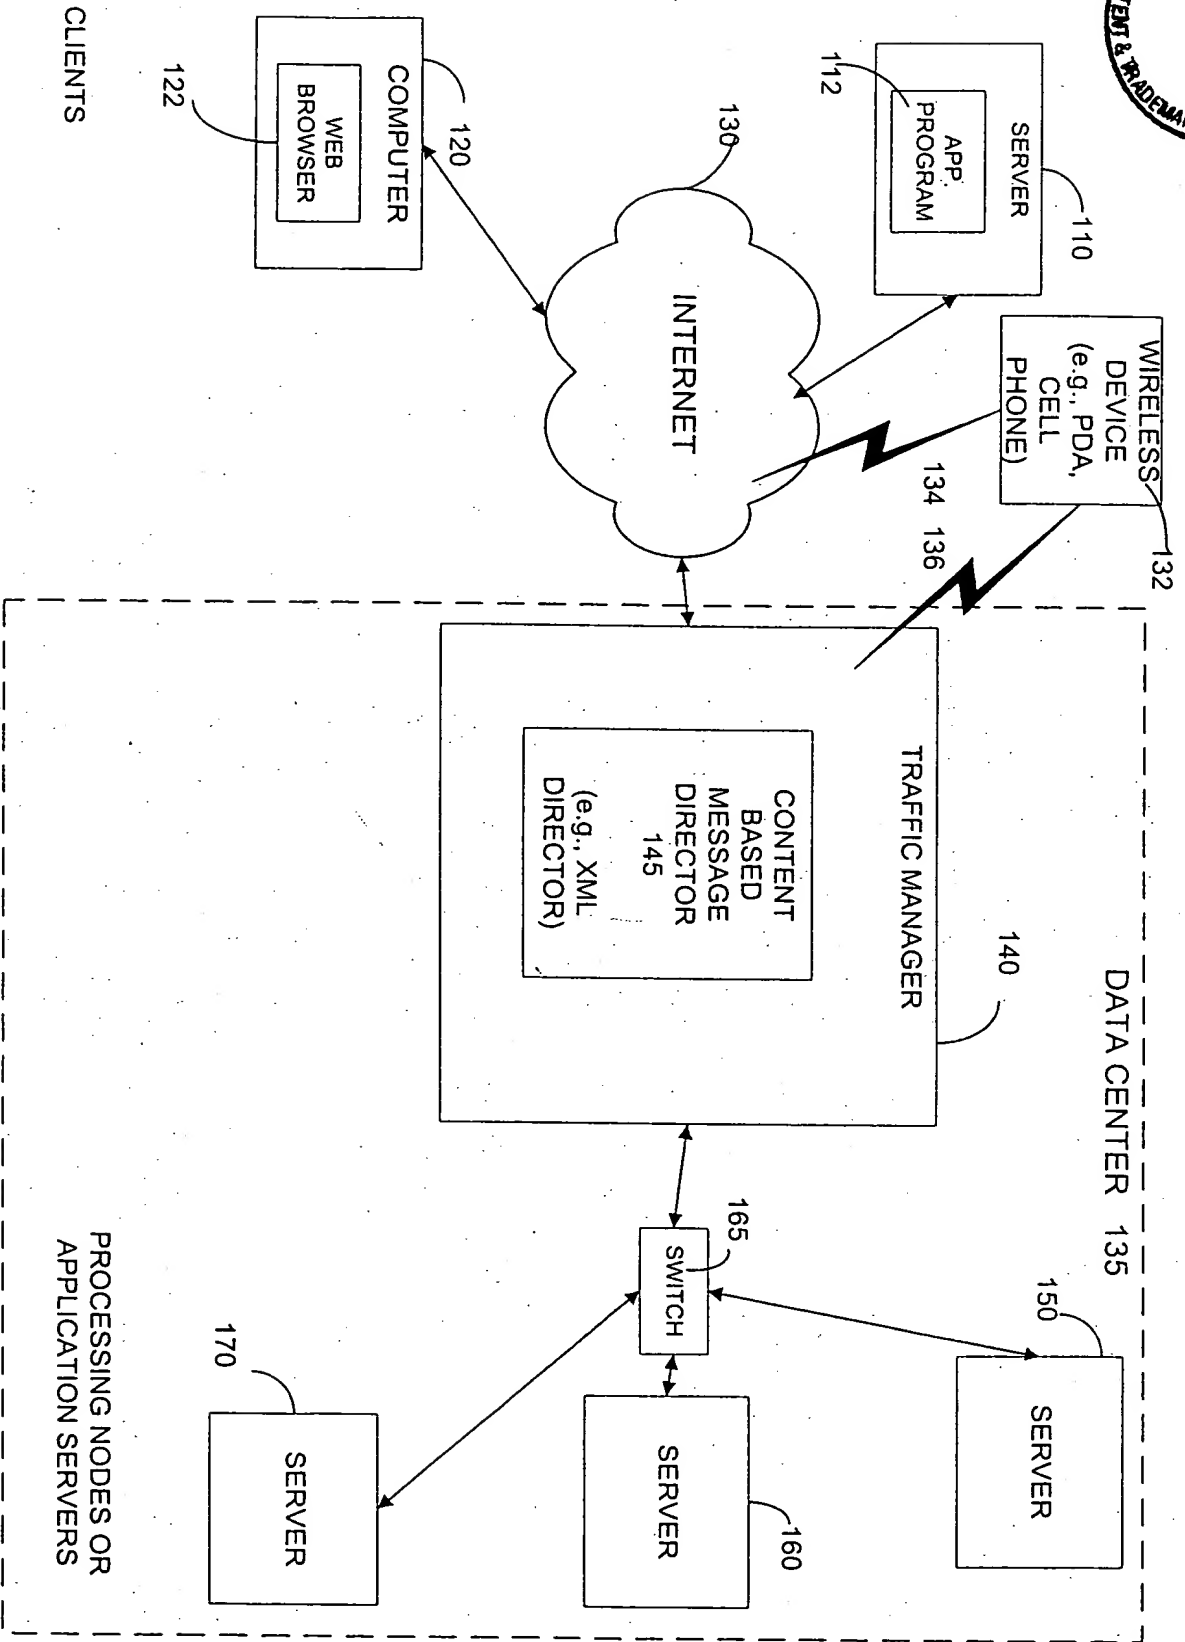 SERVER
110
APP.
PROGRAM
112
WIRELESS
DEVICE
(e.g., PDA,
CELL
PHONE)
132
134 136
130
INTERNET
120
COMPUTER
WEB
BROWSER
122
CLIENTS
DATA CENTER 135
140
TRAFFIC MANAGER
CONTENT
BASED
MESSAGE
DIRECTOR
145
(e.g., XML
DIRECTOR)
165
SWITCH
150
SERVER
160
SERVER
170
SERVER
PROCESSING NODES OR
APPLICATION SERVERS